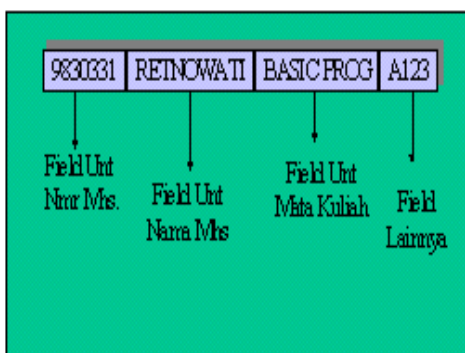 9830331 RETNOWATI BASIC PROG A123
Field Unt
Nmr Mhs.
Field Unt
Nama Mhs
Field Unt
Mata Kuliah
Field
Lainnya